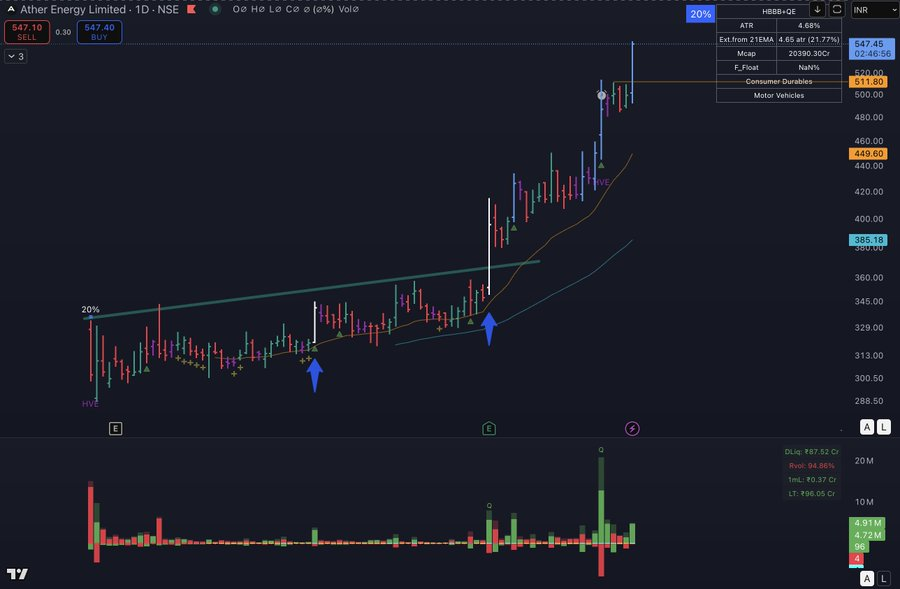 Ather Energy Limited · 1D · NSE O∅ H∅ L∅ C∅ ∅ (∅%) Vol∅
547.10
SELL
0.30
547.40
BUY
3
20%
HBBB+QE
ATR 4.68%
Ext.from 21EMA 4.65 atr (21.77%)
Mcap 20390.30Cr
F_Float NaN%
Consumer Durables
Motor Vehicles
INR
547.45
02:46:56
520.00
511.80
500.00
480.00
460.00
449.60
440.00
420.00
400.00
385.18
380.00
360.00
345.00
329.00
313.00
300.50
288.50
20%
HVE
HVE
E
E
A L
Q
Q
DLiq: ₹87.52 Cr
Rvol: 94.86%
1mL: ₹0.37 Cr
LT: ₹96.05 Cr
20 M
10 M
4.91 M
4.72 M
96
4
A L